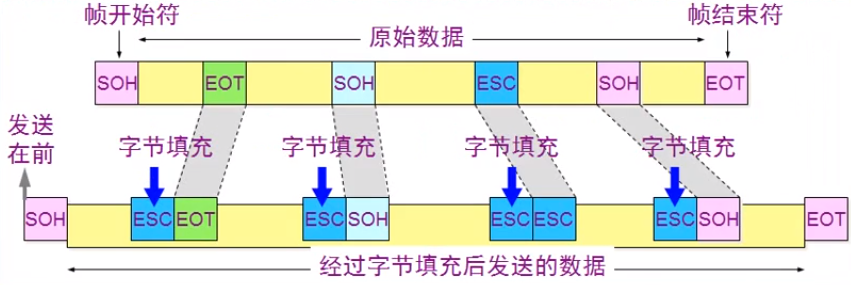 帧开始符
帧结束符
原始数据
SOH EOT SOH ESC SOH EOT
发送
在前
字节填充 字节填充 字节填充 字节填充
SOH ESC EOT ESC SOH ESC ESC ESC SOH EOT
经过字节填充后发送的数据